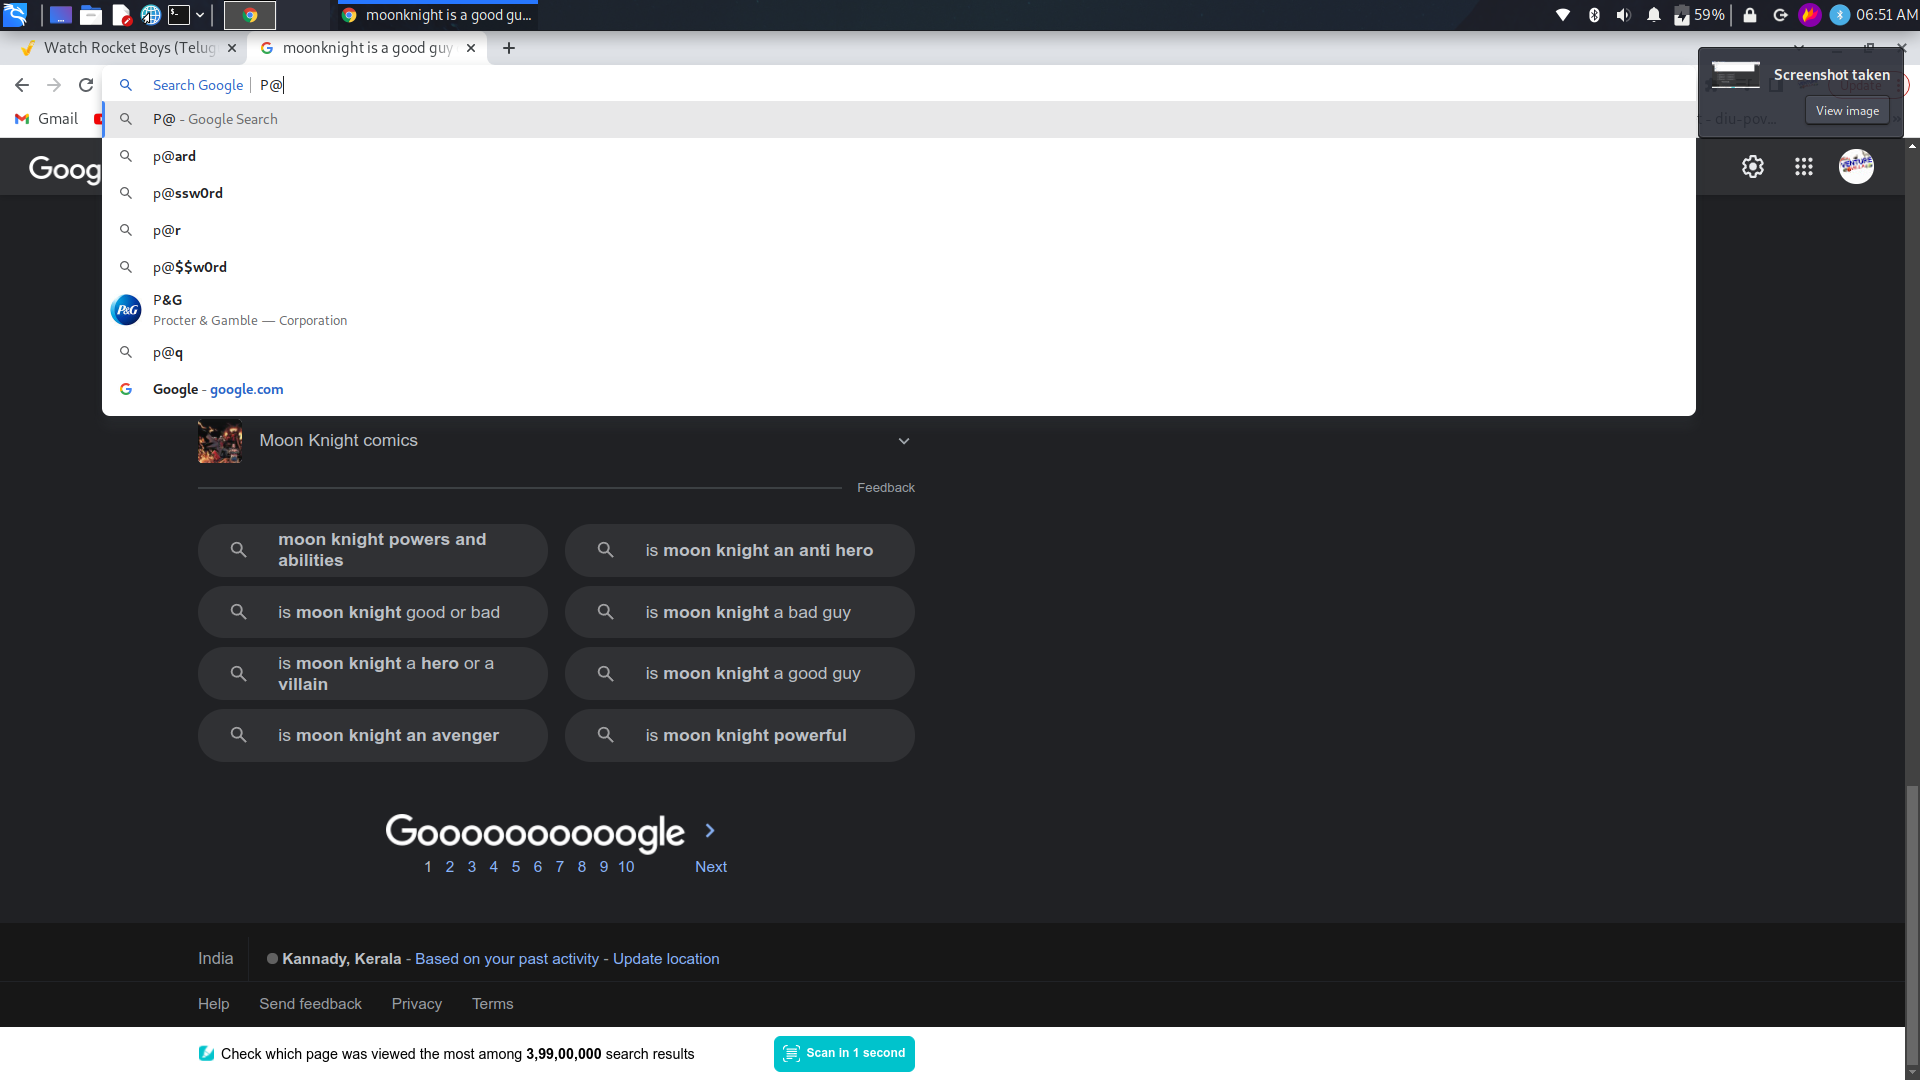 moonknight is a good gu...
59%
06:51 AM
Watch Rocket Boys (Telug
moonknight is a good guy
Screenshot taken
View image
Search Google
P@
Update
Gmail
P@ - Google Search
- diu-pov...
»
p@ard
Goog
p@ssw0rd
p@r
p@$$w0rd
P&G
P&G
Procter & Gamble — Corporation
p@q
Google - google.com
Moon Knight comics
Feedback
moon knight powers and
abilities
is moon knight an anti hero
is moon knight good or bad
is moon knight a bad guy
is moon knight a hero or a
villain
is moon knight a good guy
is moon knight an avenger
is moon knight powerful
Goooooooooogle
1 2 3 4 5 6 7 8 9 10
Next
India
Kannady, Kerala - Based on your past activity - Update location
Help
Send feedback
Privacy
Terms
Check which page was viewed the most among 3,99,00,000 search results
Scan in 1 second